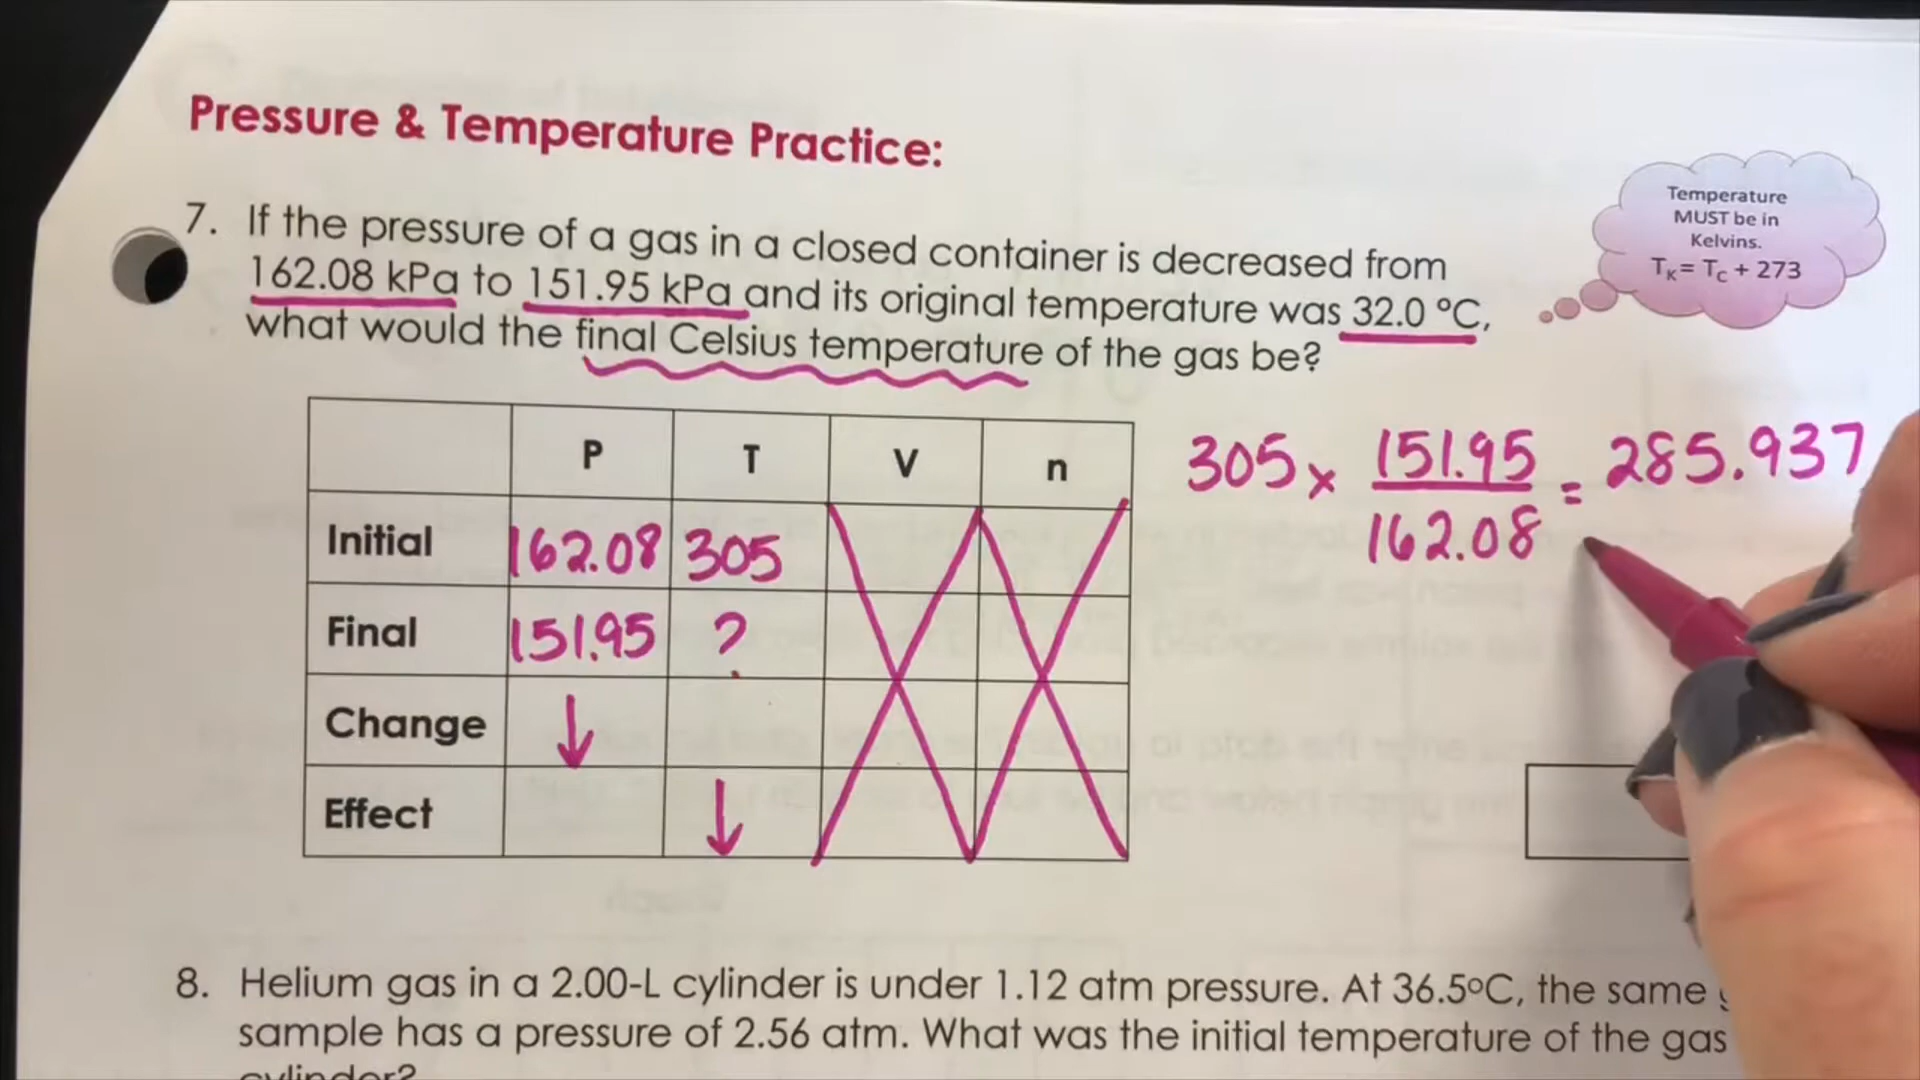 Pressure & Temperature Practice:
Temperature
MUST be in
Kelvins.
TK = TC + 273
7. If the pressure of a gas in a closed container is decreased from
162.08 kPa to 151.95 kPa and its original temperature was 32.0 °C,
what would the final Celsius temperature of the gas be?
P T V n
Initial 162.08 305
Final 151.95 ?
Change ↓
Effect ↓
305 x 151.95 = 285.937
162.08
8. Helium gas in a 2.00-L cylinder is under 1.12 atm pressure. At 36.5oC, the same
sample has a pressure of 2.56 atm. What was the initial temperature of the gas
cylinder?